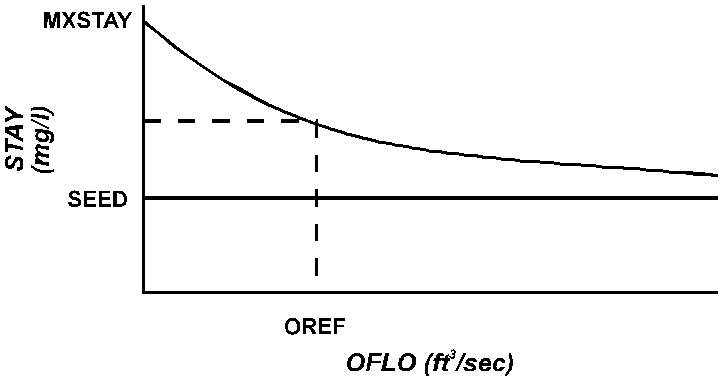 MXSTAY
STAY
(mg/l)
SEED
OREF
OFLO (ft³/sec)